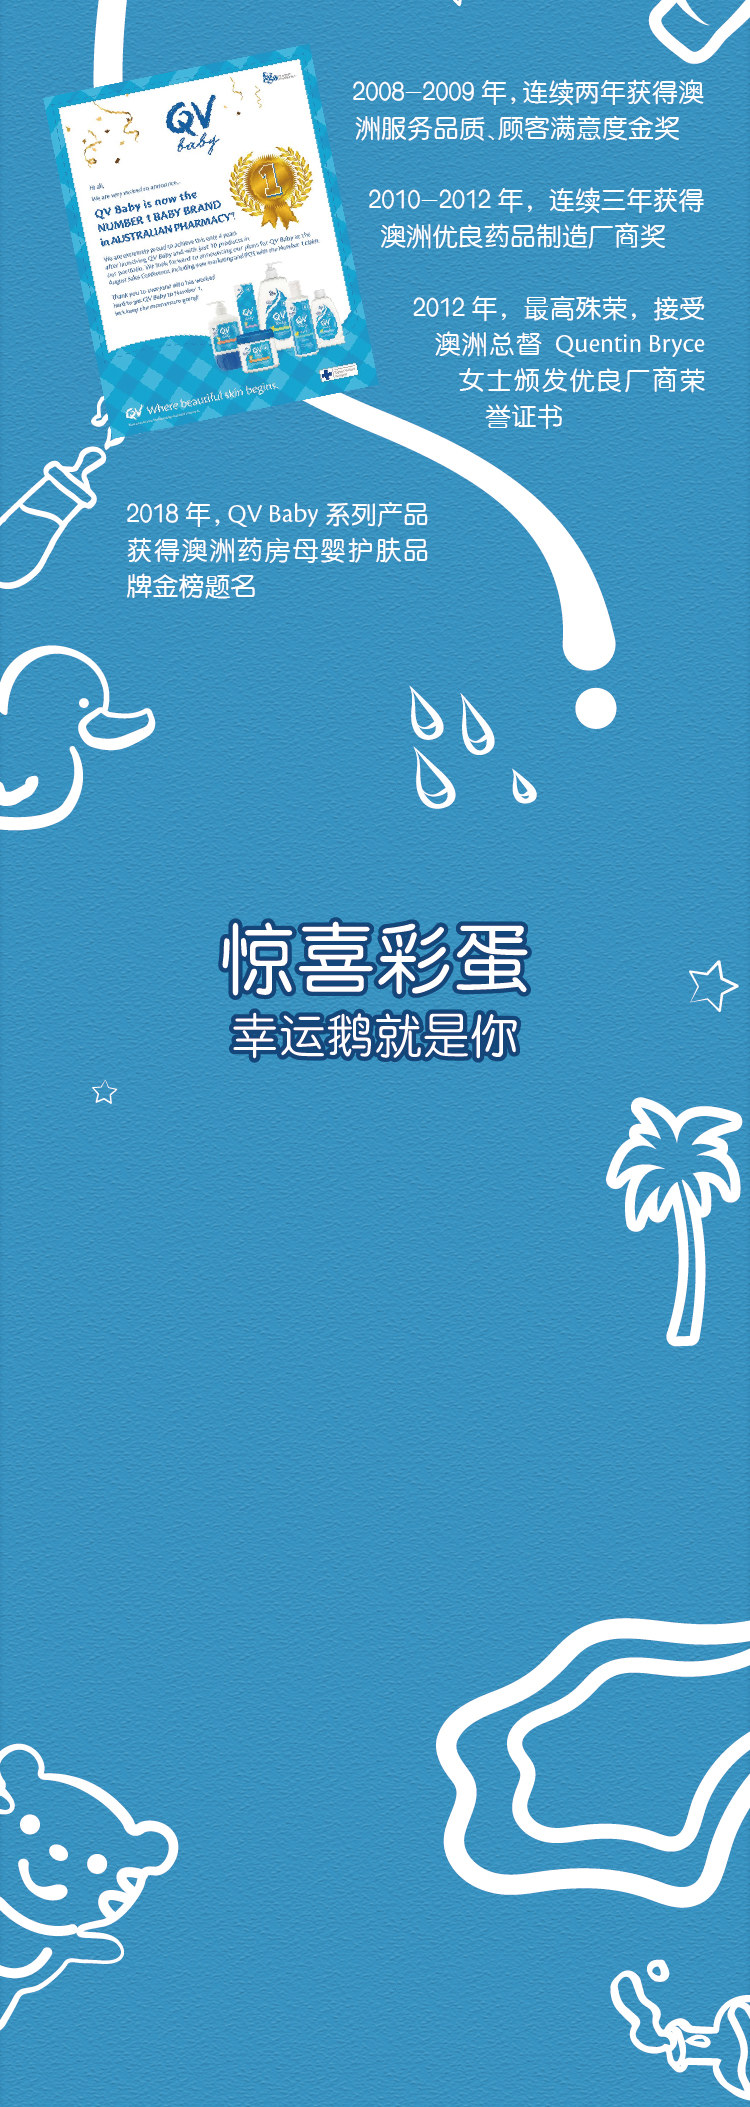 QV
baby
Hi all,
We are very excited to announce...
QV Baby is now the
NUMBER 1 BABY BRAND
in AUSTRALIAN PHARMACY!
We are extremely proud to achieve this only 4 years
after launching QV Baby and with just 10 products in
our portfolio. We look forward to announcing our plans for QV Baby at the
August Sales Conference, including new marketing and POS with the Number 1 claim.
Thank you to everyone who has worked
hard to get QV Baby to Number 1,
let's keep the momentum going!
QV Where beautiful skin begins.
2008-2009 年, 连续两年获得澳
洲服务品质、顾客满意度金奖
2010-2012 年，连续三年获得
澳洲优良药品制造厂商奖
2012 年，最高殊荣，接受
澳洲总督 Quentin Bryce
女士颁发优良厂商荣
誉证书
2018 年, QV Baby 系列产品
获得澳洲药房母婴护肤品
牌金榜题名
惊喜彩蛋
幸运鹅就是你